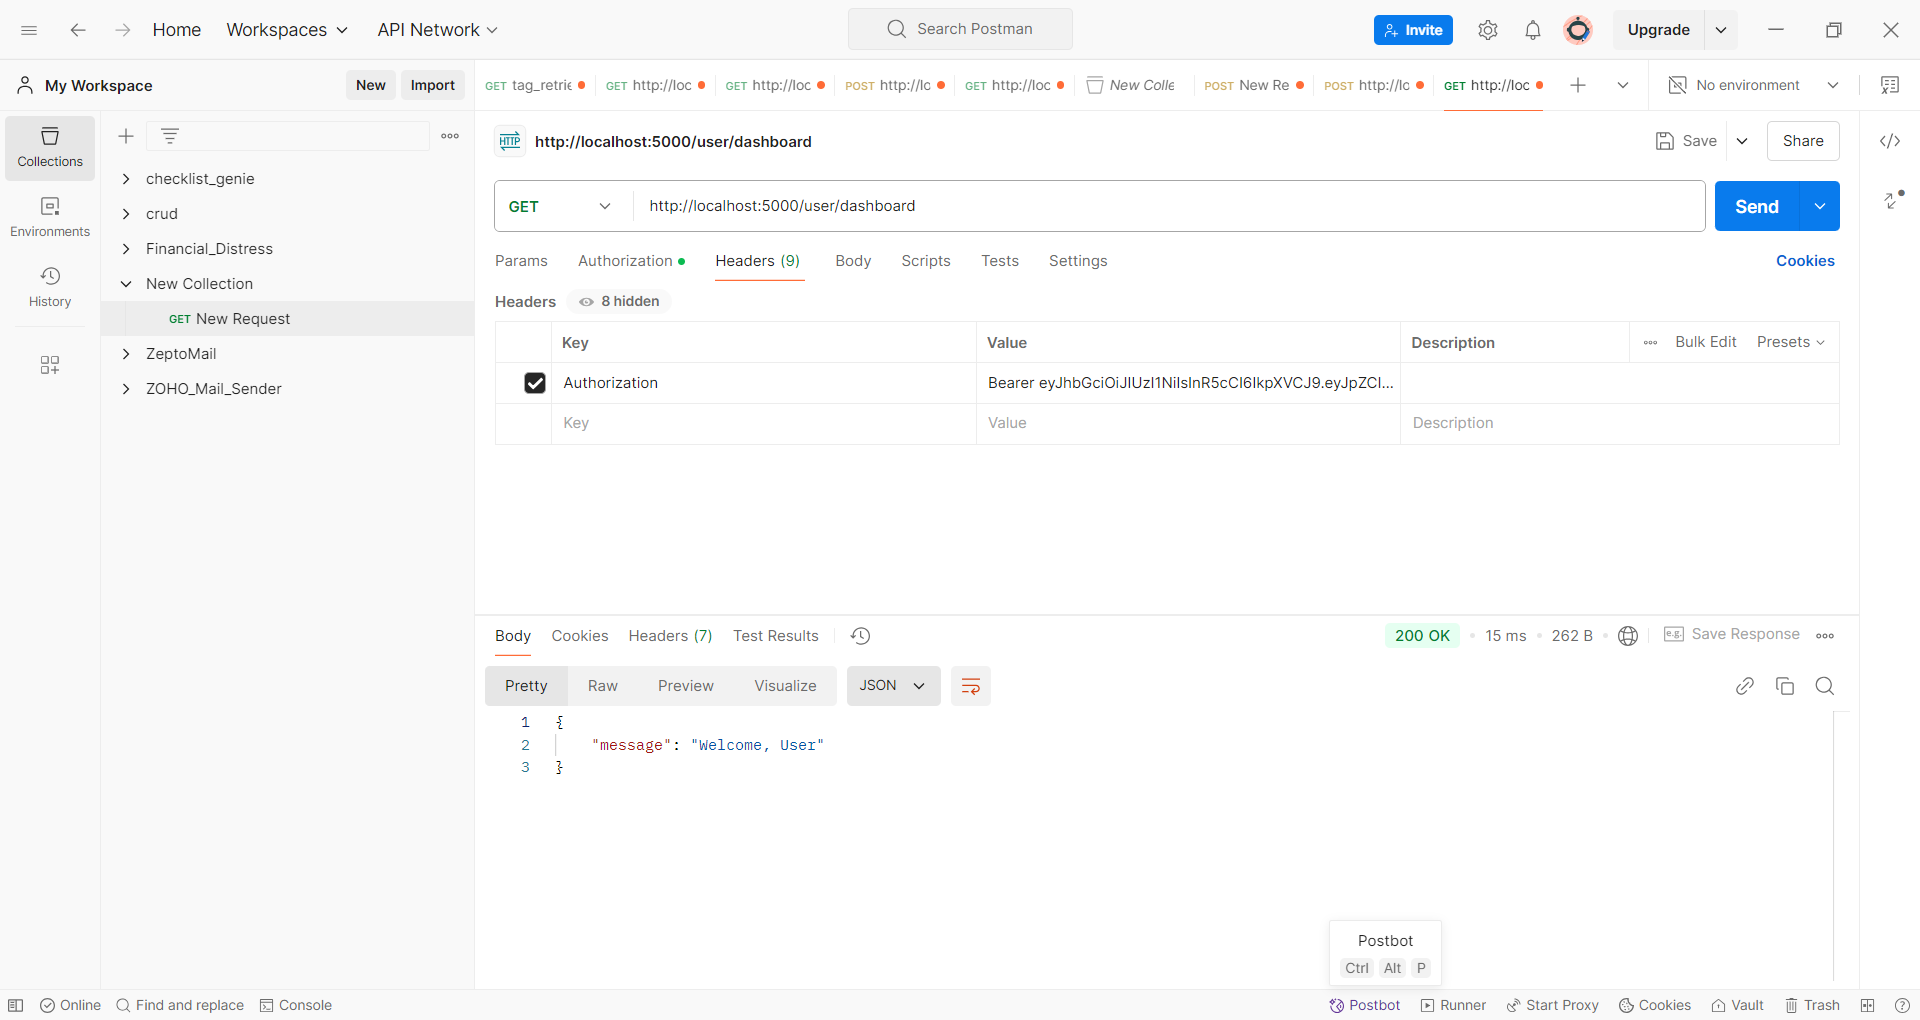 Home
Workspaces
API Network
Search Postman
Invite
Upgrade
My Workspace
New
Import
GET tag_retrie
GET http://loc
GET http://loc
POST http://lc
GET http://loc
New Colle
POST New Re
POST http://lc
GET http://loc
No environment
Collections
Environments
History
checklist_genie
crud
Financial_Distress
New Collection
GET New Request
ZeptoMail
ZOHO_Mail_Sender
HTTP
http://localhost:5000/user/dashboard
Save
Share
GET
http://localhost:5000/user/dashboard
Send
Params
Authorization
Headers (9)
Body
Scripts
Tests
Settings
Cookies
Headers
8 hidden
Key
Value
Description
Bulk Edit
Presets
Authorization
Bearer eyJhbGciOiJIUzI1NiIsInR5cCI6IkpXVCJ9.eyJpZCI...
Key
Value
Description
Body
Cookies
Headers (7)
Test Results
200 OK
15 ms
262 B
e.g.
Save Response
Pretty
Raw
Preview
Visualize
JSON
1 {
2 "message": "Welcome, User"
3 }
Postbot
Ctrl Alt P
Online
Find and replace
Console
Postbot
Runner
Start Proxy
Cookies
Vault
Trash